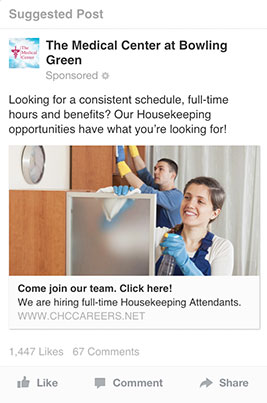 Suggested Post
The Medical Center at Bowling
Green
Sponsored
Looking for a consistent schedule, full-time
hours and benefits? Our Housekeeping
opportunities have what you're looking for!
Come join our team. Click here!
We are hiring full-time Housekeeping Attendants.
WWW.CHCCAREERS.NET
1,447 Likes 67 Comments
Like Comment Share